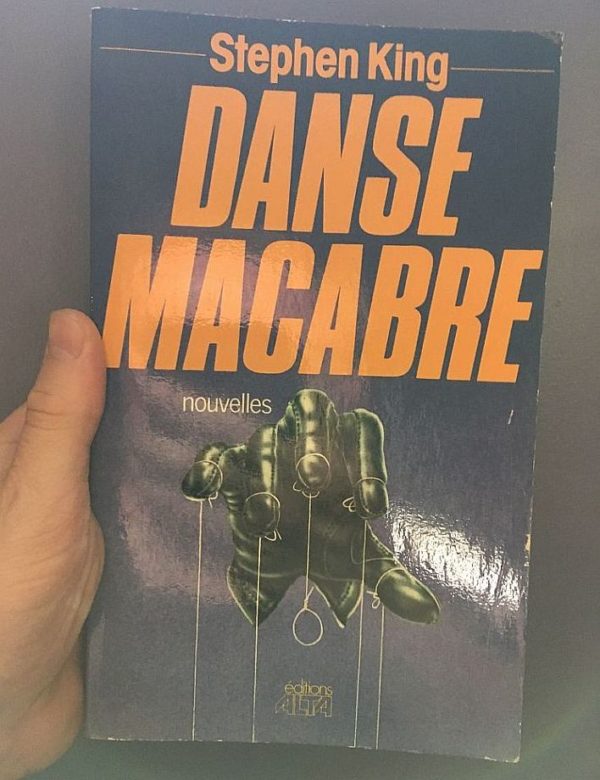 Stephen King
DANSE
MACABRE
nouvelles
éditions
ALTA